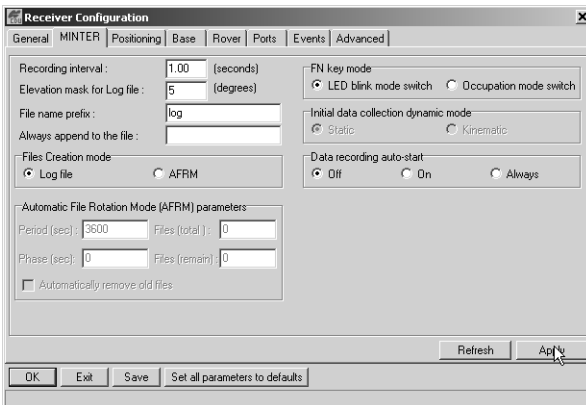 Receiver Configuration
General MINTER Positioning Base Rover Ports Events Advanced
Recording interval : 1.00 (seconds)
Elevation mask for Log file : 5 (degrees)
File name prefix : log
Always append to the file :
Files Creation mode
Log file AFRM
Automatic File Rotation Mode (AFRM) parameters
Period (sec) : 3600 Files (total ) : 0
Phase (sec): 0 Files (remain) : 0
Automatically remove old files
FN key mode
LED blink mode switch Occupation mode switch
Initial data collection dynamic mode
Static Kinematic
Data recording auto-start
Off On Always
Refresh Apply
OK Exit Save Set all parameters to defaults